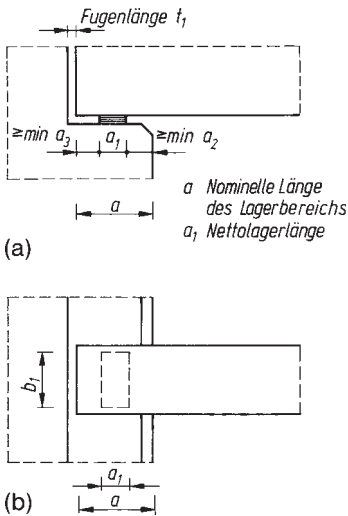 Fugenlänge t₁
≥min a₃
a₁
≥min a₂
a
a Nominelle Länge
des Lagerbereichs
a₁ Nettolagerlänge
(a)
b₁
a₁
a
(b)